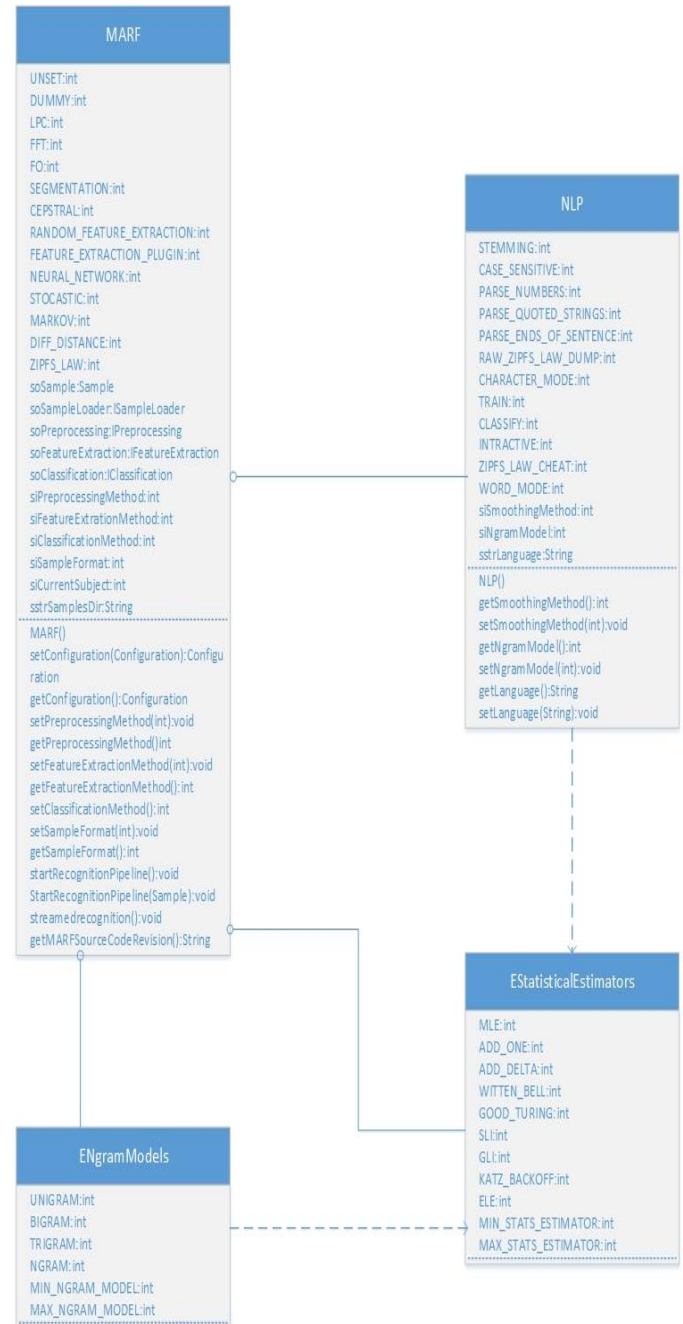 MARF
UNSET:int
DUMMY:int
LPC:int
FFT:int
FO:int
SEGMENTATION:int
CEPSTRAL:int
RANDOM_FEATURE_EXTRACTION:int
FEATURE_EXTRACTION_PLUGIN:int
NEURAL_NETWORK:int
STOCASTIC:int
MARKOV:int
DIFF_DISTANCE:int
ZIPFS_LAW:int
soSample:Sample
soSampleLoader:ISampleLoader
soPreprocessing:IPreprocessing
soFeatureExtraction:IFeatureExtraction
soClassification:IClassification
siPreprocessingMethod:int
siFeatureExtrationMethod:int
siClassificationMethod:int
siSampleFormat:int
siCurrentSubject:int
sstrSamplesDir:String
MARF()
setConfiguration(Configuration):Configu
ration
getConfiguration():Configuration
setPreprocessingMethod(int):void
getPreprocessingMethod()int
setFeatureExtractionMethod(int):void
getFeatureExtractionMethod():int
setClassificationMethod():int
setSampleFormat(int):void
getSampleFormat():int
startRecognitionPipeline():void
StartRecognitionPipeline(Sample):void
streamedrecognition():void
getMARFSourceCodeRevision():String
NLP
STEMMING:int
CASE_SENSITIVE:int
PARSE_NUMBERS:int
PARSE_QUOTED_STRINGS:int
PARSE_ENDS_OF_SENTENCE:int
RAW_ZIPFS_LAW_DUMP:int
CHARACTER_MODE:int
TRAIN:int
CLASSIFY:int
INTRACTIVE:int
ZIPFS_LAW_CHEAT:int
WORD_MODE:int
siSmoothingMethod:int
siNgramModel:int
sstrLanguage:String
NLP()
getSmoothingMethod():int
setSmoothingMethod(int):void
getNgramModel():int
setNgramModel(int):void
getLanguage():String
setLanguage(String):void
EStatisticalEstimators
MLE:int
ADD_ONE:int
ADD_DELTA:int
WITTEN_BELL:int
GOOD_TURING:int
SLI:int
GLI:int
KATZ_BACKOFF:int
ELE:int
MIN_STATS_ESTIMATOR:int
MAX_STATS_ESTIMATOR:int
ENgramModels
UNIGRAM:int
BIGRAM:int
TRIGRAM:int
NGRAM:int
MIN_NGRAM_MODEL:int
MAX_NGRAM_MODEL:int